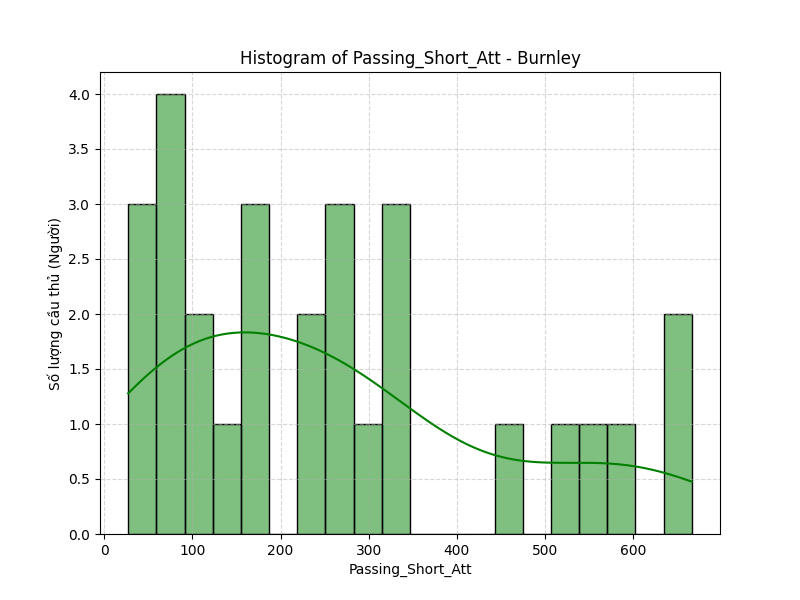 Histogram of Passing_Short_Att - Burnley
4.0
3.5
3.0
2.5
2.0
1.5
1.0
0.5
0.0
Số lượng cầu thủ (Người)
0 100 200 300 400 500 600
Passing_Short_Att